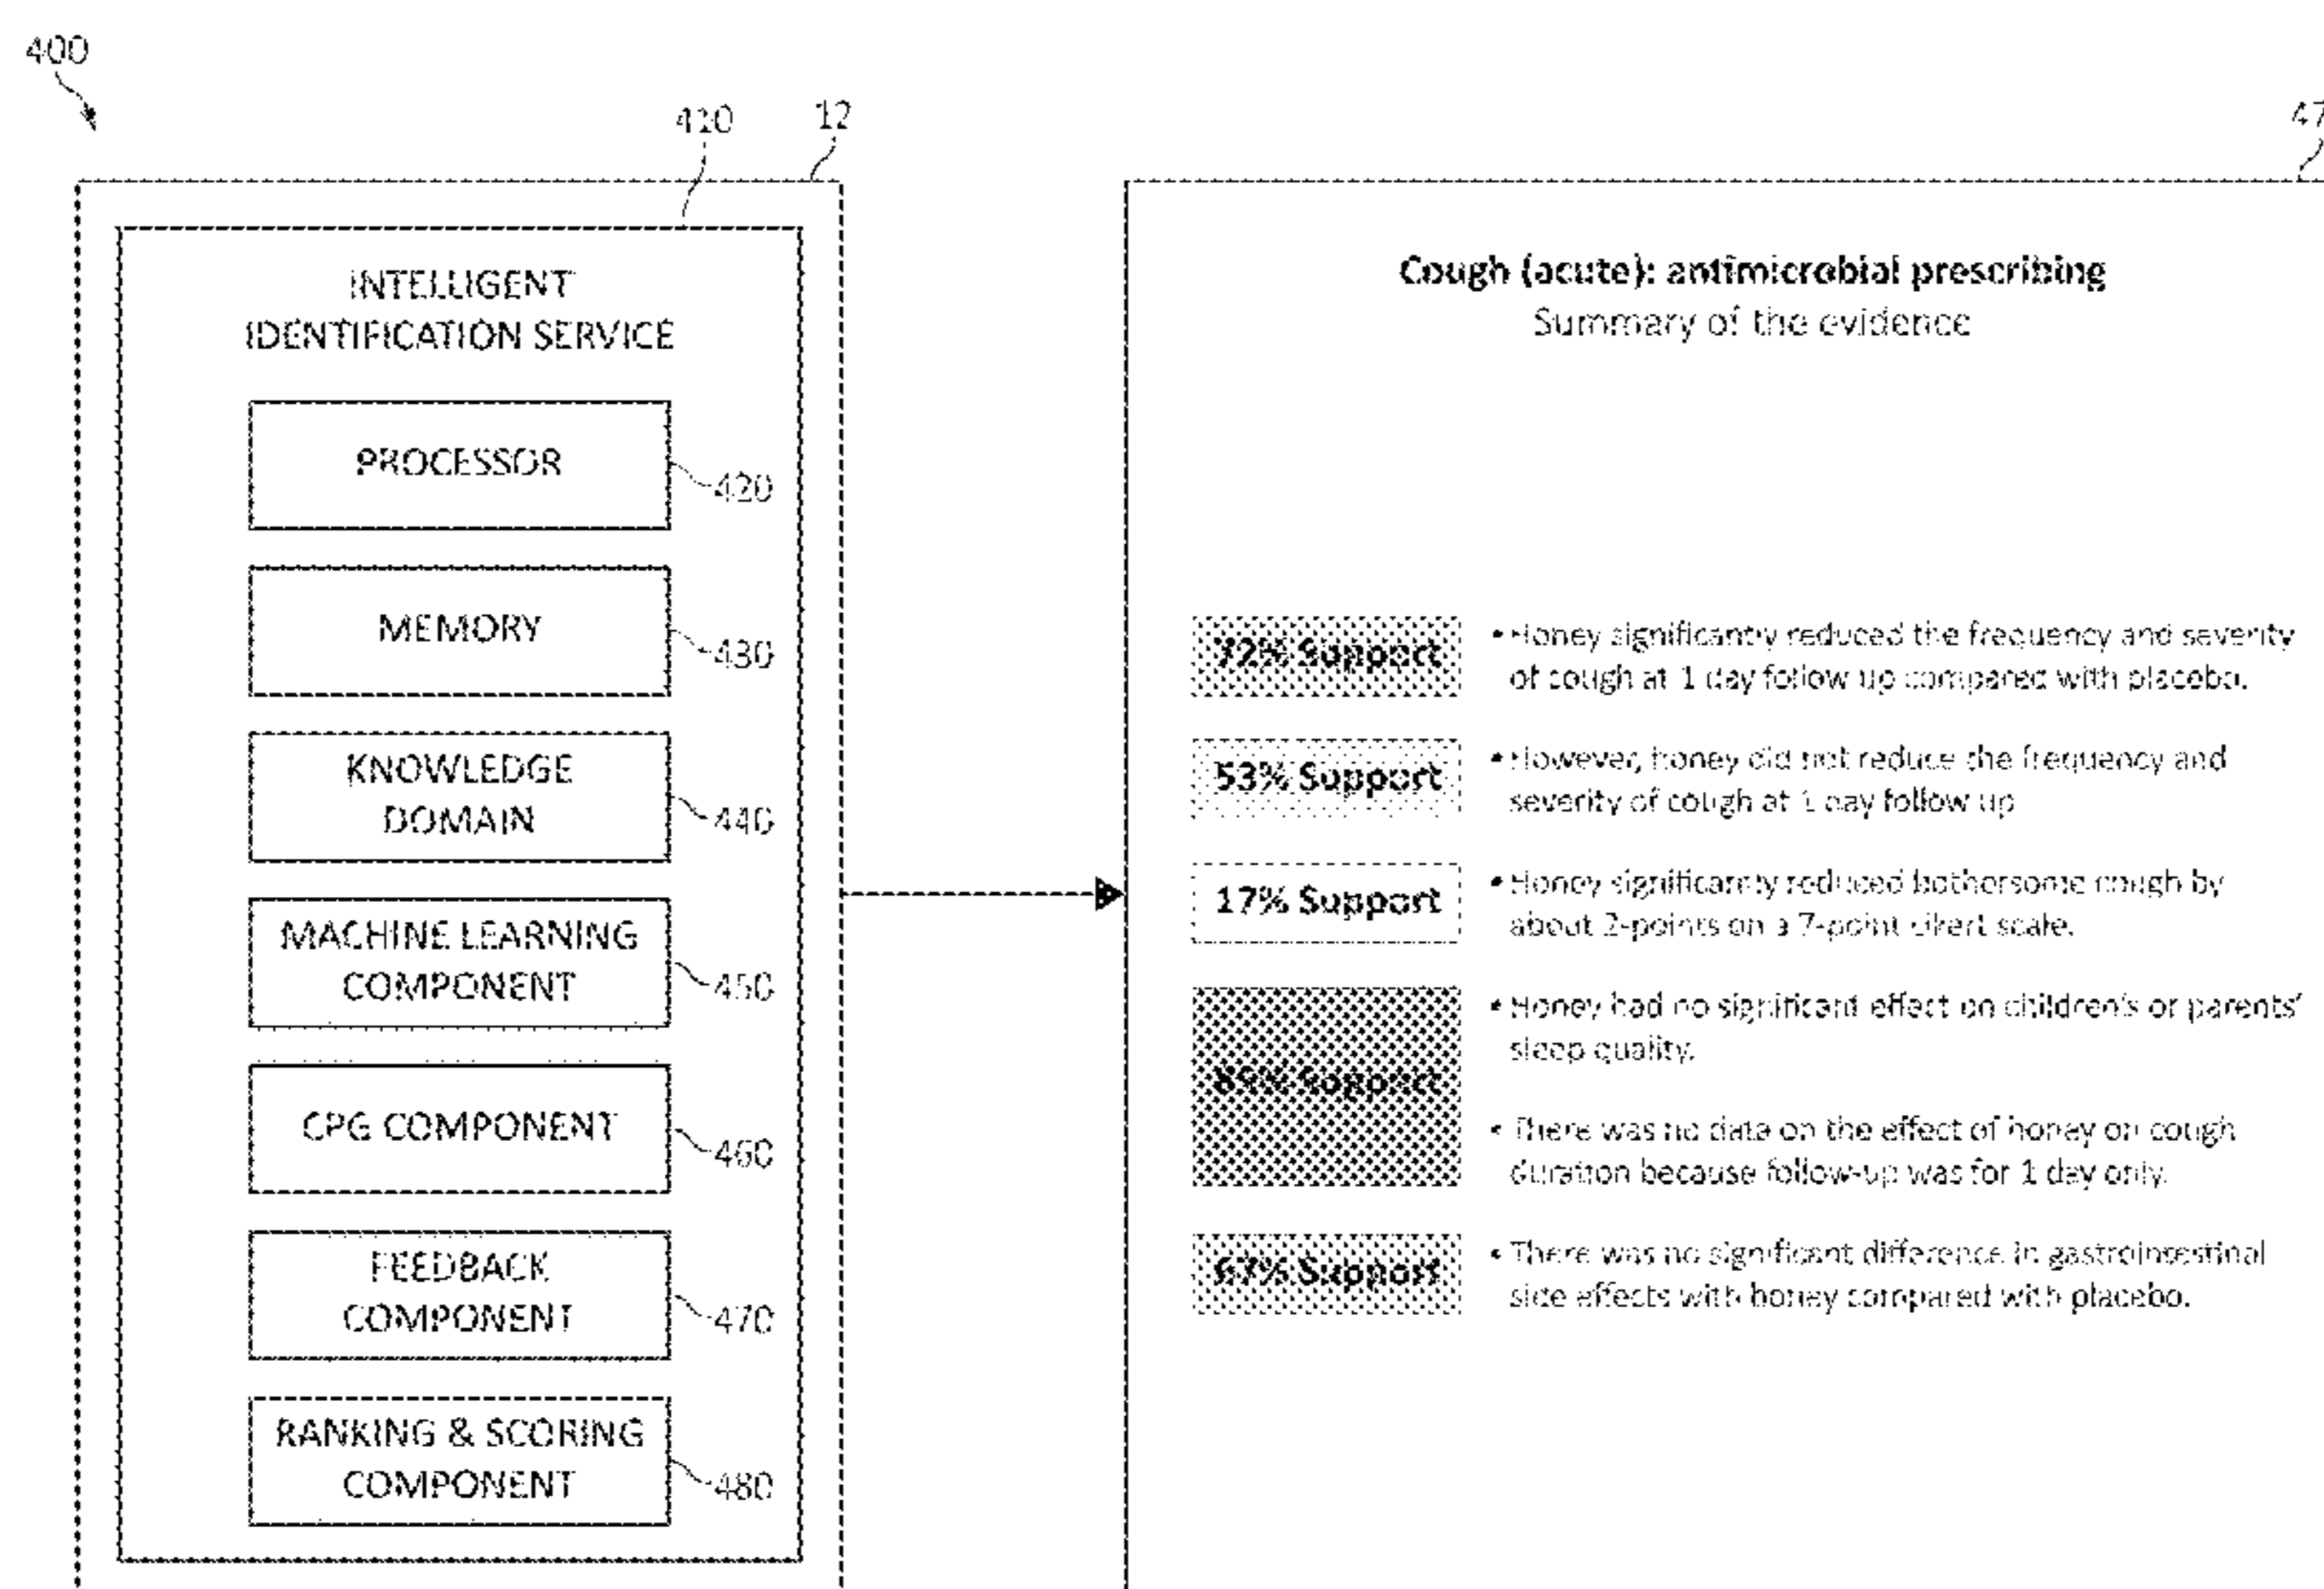 400
410
12
47
INTELLIGENT
IDENTIFICATION SERVICE
PROCESSOR
420
MEMORY
430
KNOWLEDGE
DOMAIN
440
MACHINE LEARNING
COMPONENT
450
CPG COMPONENT
460
FEEDBACK
COMPONENT
470
RANKING & SCORING
COMPONENT
480
Cough (acute): antimicrobial prescribing
Summary of the evidence
72% Support
• Honey significantly reduced the frequency and severity
of cough at 1 day follow up compared with placebo.
53% Support
• However, honey did not reduce the frequency and
severity of cough at 1 day follow up
17% Support
• Honey significantly reduced bothersome cough by
about 2-points on a 7-point Likert scale.
Support
• Honey had no significant effect on children's or parents'
sleep quality.
• There was no data on the effect of honey on cough
duration because follow-up was for 1 day only.
67% Support
• There was no significant difference in gastrointestinal
side effects with honey compared with placebo.